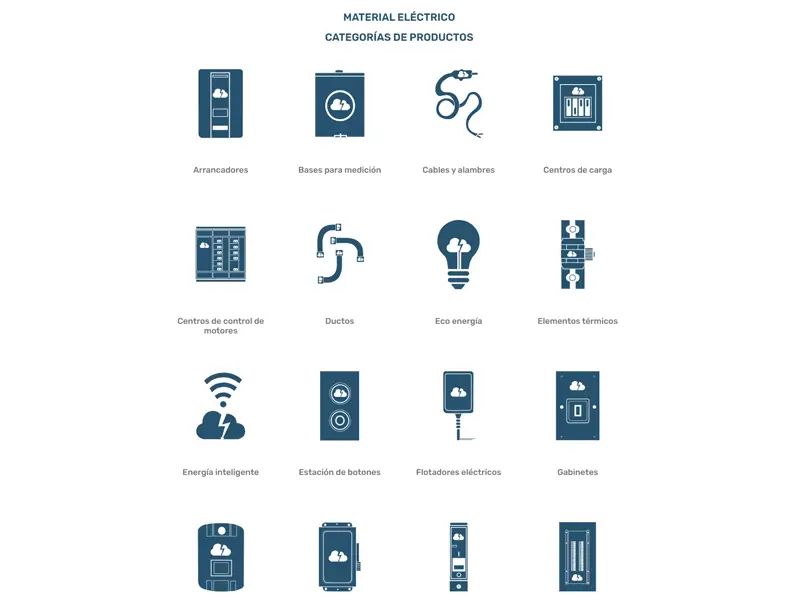 MATERIAL ELÉCTRICO
CATEGORÍAS DE PRODUCTOS
Arrancadores
Bases para medición
Cables y alambres
Centros de carga
Centros de control de
motores
Ductos
Eco energía
Elementos térmicos
Energía inteligente
Estación de botones
Flotadores eléctricos
Gabinetes